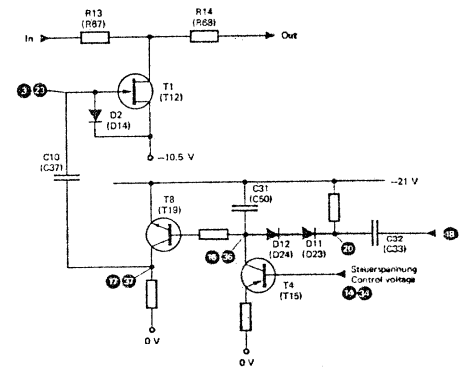 R13
(R67)
R14
(R68)
In
Out
3 23
T1
(T12)
D2
(D14)
C10
(C37)
–10.5 V
–21 V
T8
(T19)
C31
(C50)
D12
(D24)
D11
(D23)
C32
(C33)
18
20
16 36
17 37
T4
(T15)
Steuerspannung
Control voltage
14 34
0 V
0 V